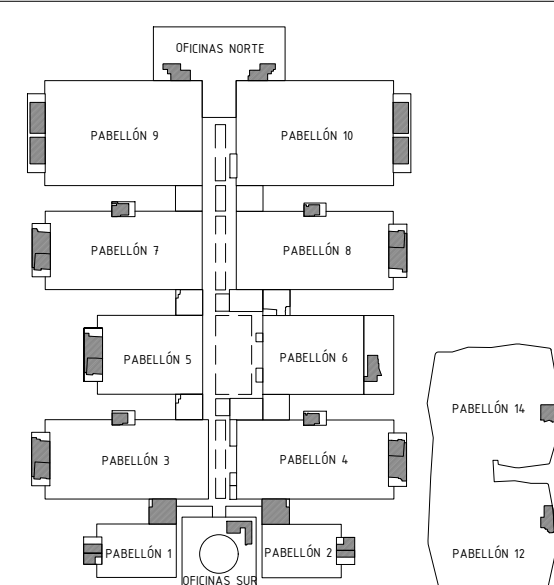 OFICINAS NORTE
PABELLÓN 9
PABELLÓN 10
PABELLÓN 7
PABELLÓN 8
PABELLÓN 5
PABELLÓN 6
PABELLÓN 14
PABELLÓN 3
PABELLÓN 4
PABELLÓN 1
PABELLÓN 2
PABELLÓN 12
OFICINAS SUR